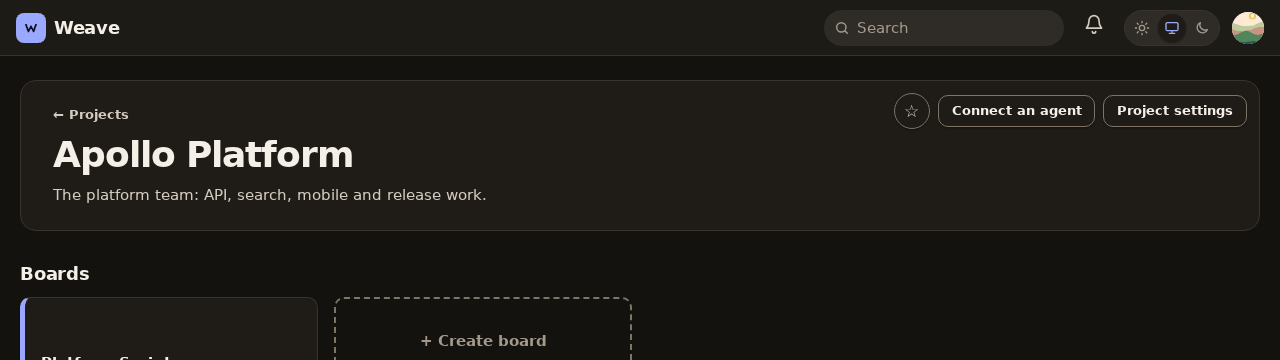 Weave
Search
← Projects
Connect an agent
Project settings
Apollo Platform
The platform team: API, search, mobile and release work.
Boards
+ Create board